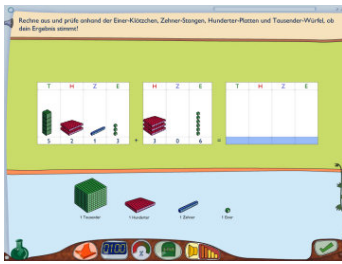 Rechne aus und prüfe anhand der Einer-Klötzchen, Zehner-Stangen, Hunderter-Platten und Tausender-Würfel, ob
dein Ergebnis stimmt!
T H Z E T H Z E T H Z E
5 2 1 3 + 3 0 6 =
1 Tausender 1 Hunderter 1 Zehner 1 Einer